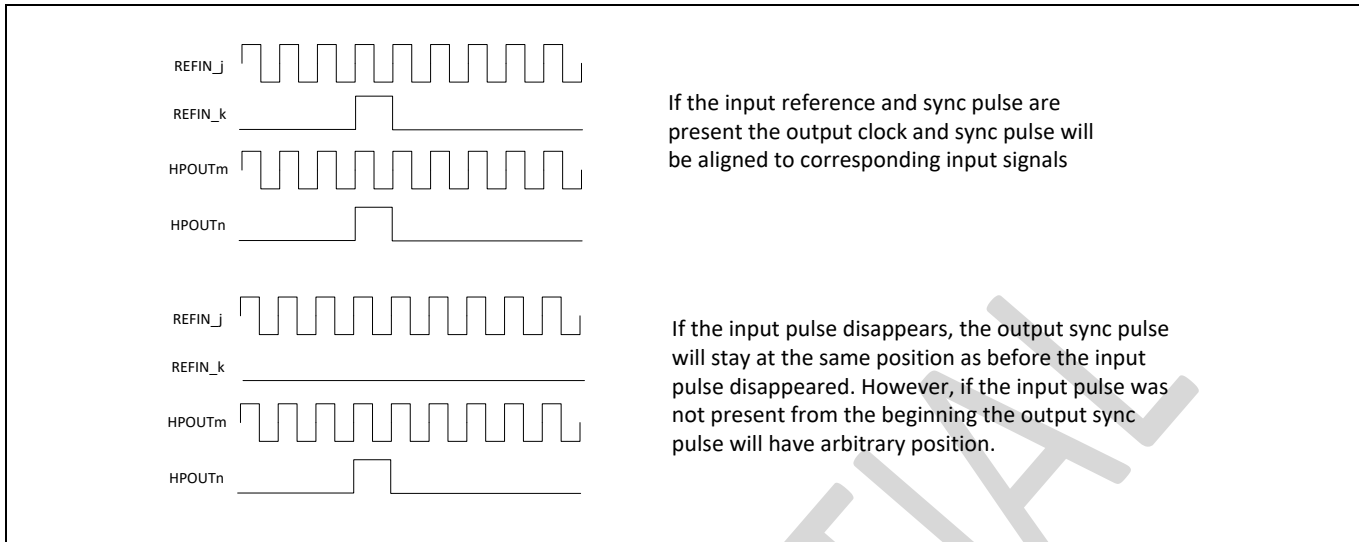 REFIN_j
REFIN_k
HPOUTm
HPOUTn
If the input reference and sync pulse are
present the output clock and sync pulse will
be aligned to corresponding input signals
REFIN_j
REFIN_k
HPOUTm
HPOUTn
If the input pulse disappears, the output sync pulse
will stay at the same position as before the input
pulse disappeared. However, if the input pulse was
not present from the beginning the output sync
pulse will have arbitrary position.
TIAL